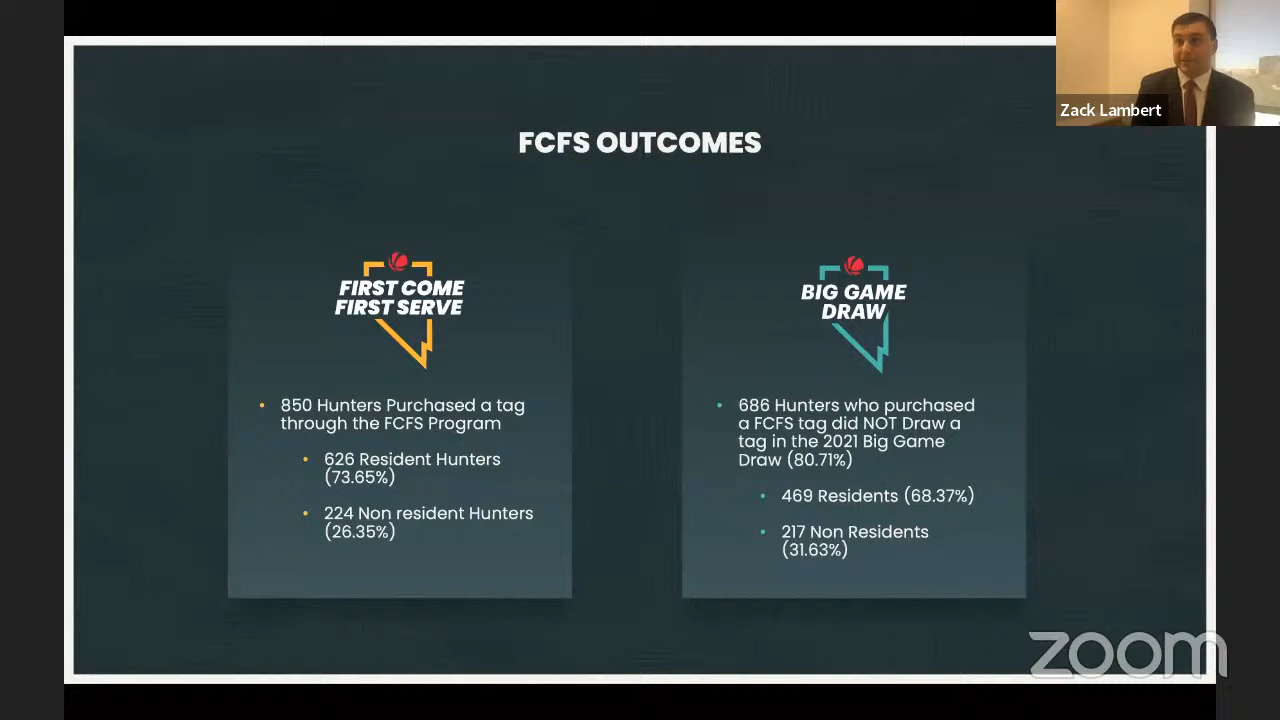 Zack Lambert
FCFS OUTCOMES
FIRST COME
FIRST SERVE
• 850 Hunters Purchased a tag
through the FCFS Program
• 626 Resident Hunters
(73.65%)
• 224 Non resident Hunters
(26.35%)
BIG GAME
DRAW
• 686 Hunters who purchased
a FCFS tag did NOT Draw a
tag in the 2021 Big Game
Draw (80.71%)
• 469 Residents (68.37%)
• 217 Non Residents
(31.63%)
zoom